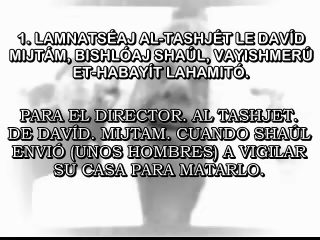 1. LAMNATSÊAJ AL-TASHJÉT LE DAVÍD
MIJTÁM, BISHLÓAJ SHAÚL, VAYISHMERÚ
ET-HABAYÍT LAHAMITÓ.
PARA EL DIRECTOR. AL TASHJET.
DE DAVÍD. MIJTAM. CUANDO SHAÚL
ENVIÓ (UNOS HOMBRES) A VIGILAR
SU CASA PARA MATARLO.